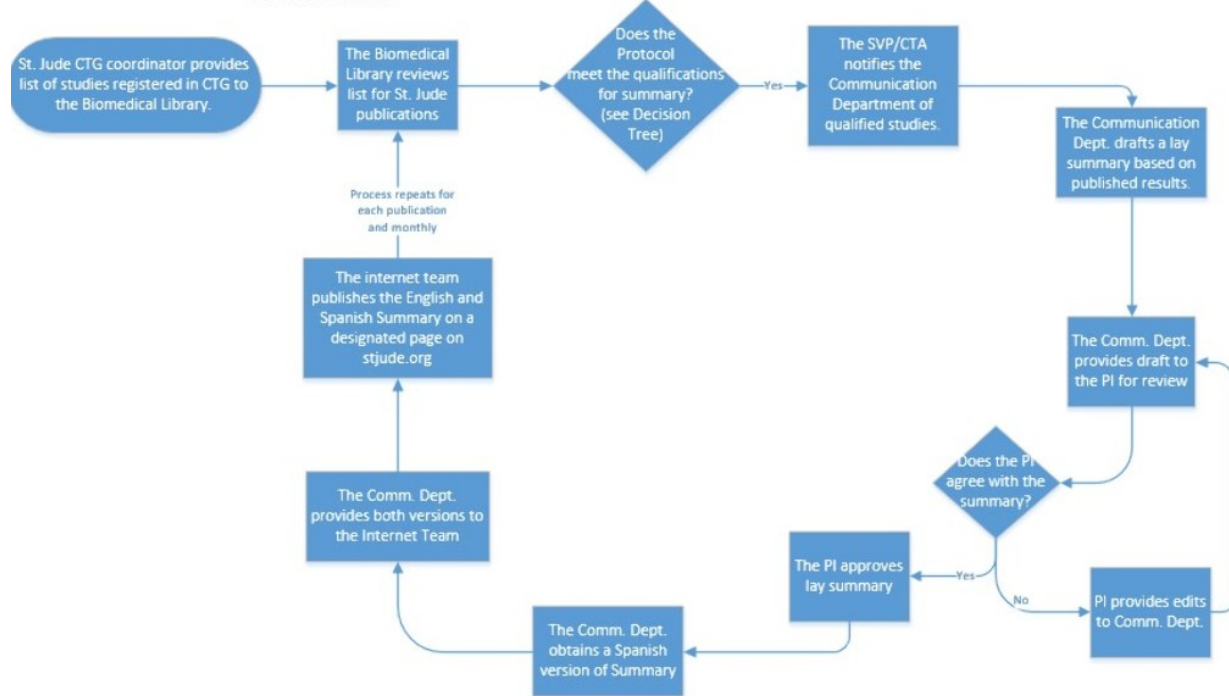 St. Jude CTG coordinator provides
list of studies registered in CTG to
the Biomedical Library.
The Biomedical
Library reviews
list for St. Jude
publications
Does the
Protocol
meet the qualifications
for summary?
(see Decision
Tree)
Yes
The SVP/CTA
notifies the
Communication
Department of
qualified studies.
The Communication
Dept. drafts a lay
summary based on
published results.
The Comm. Dept.
provides draft to
the PI for review
Does the PI
agree with the
summary?
No
PI provides edits
to Comm. Dept.
Yes
The PI approves
lay summary
The Comm. Dept.
obtains a Spanish
version of Summary
The Comm. Dept.
provides both versions to
the Internet Team
The internet team
publishes the English and
Spanish Summary on a
designated page on
stjude.org
Process repeats for
each publication
and monthly